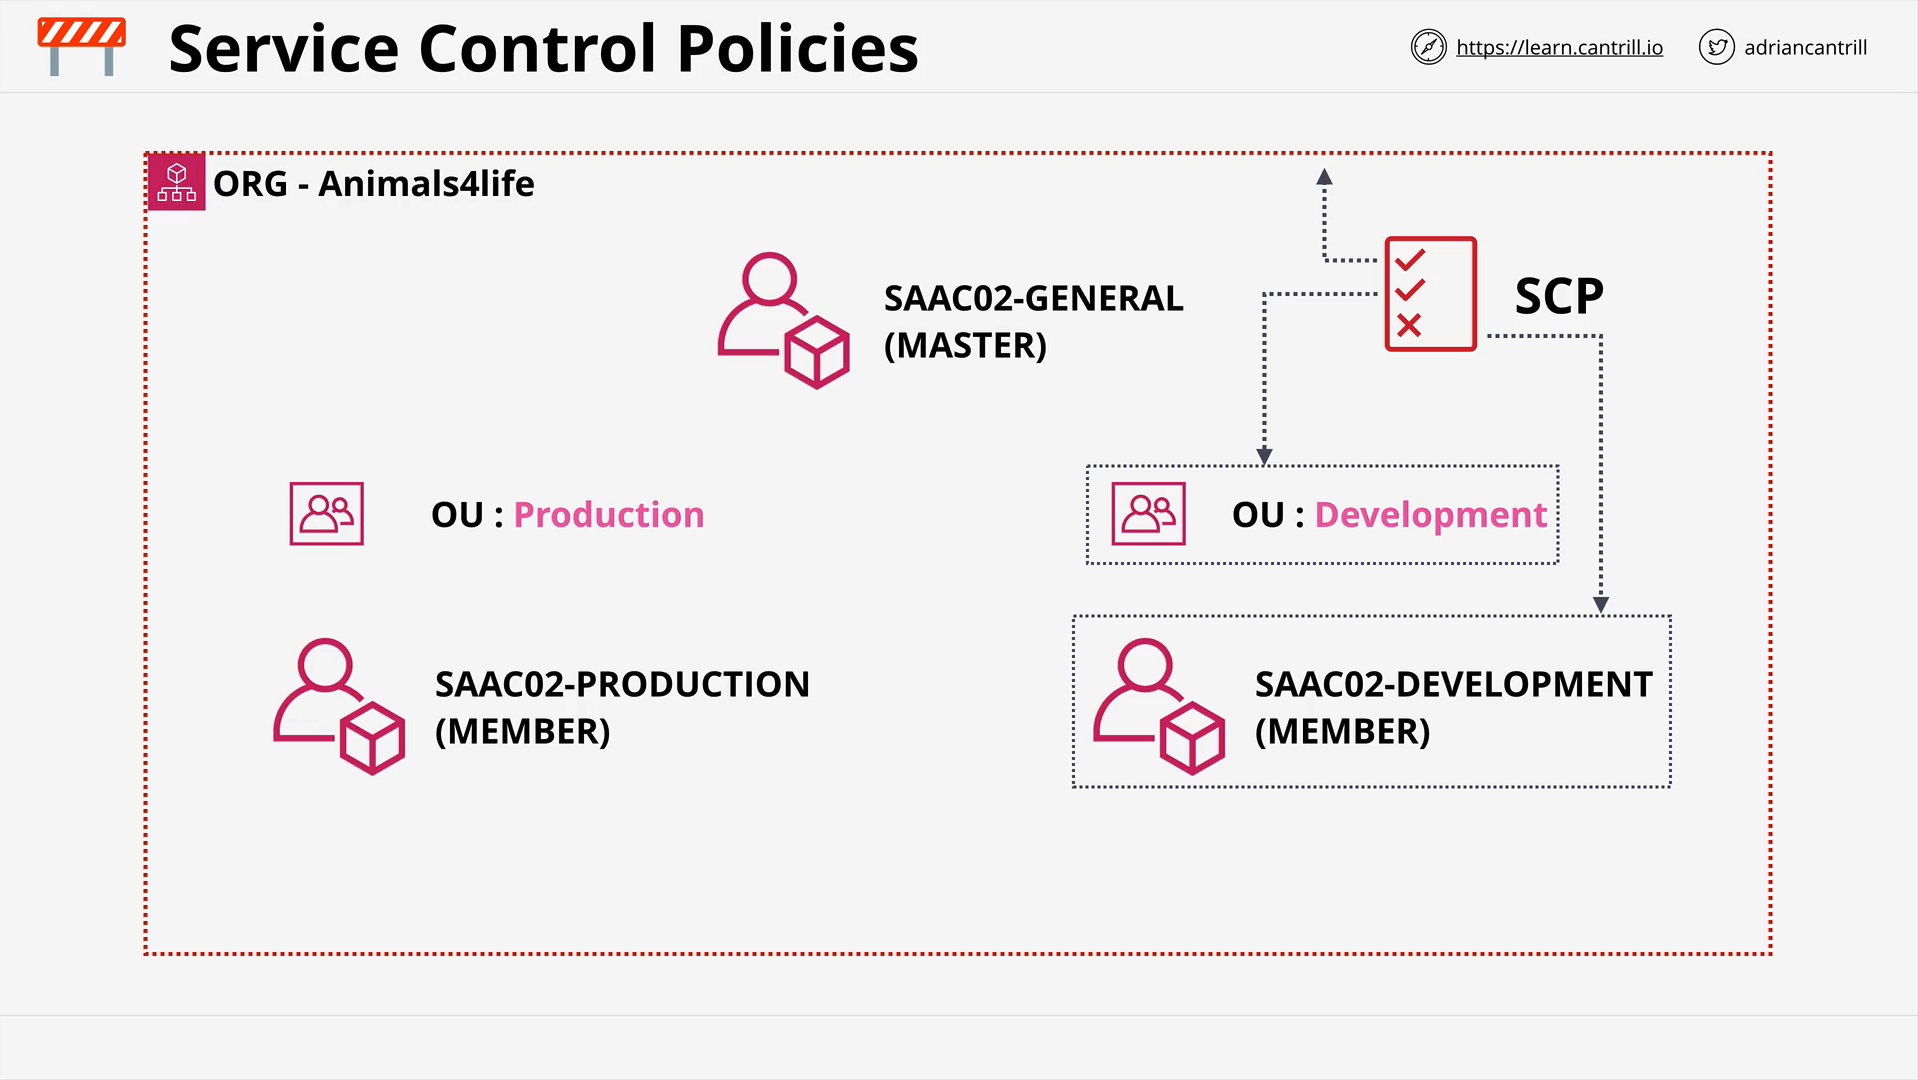 Service Control Policies
https://learn.cantrill.io
adriancantrill
ORG - Animals4life
SAAC02-GENERAL
(MASTER)
SCP
OU : Production
OU : Development
SAAC02-PRODUCTION
(MEMBER)
SAAC02-DEVELOPMENT
(MEMBER)